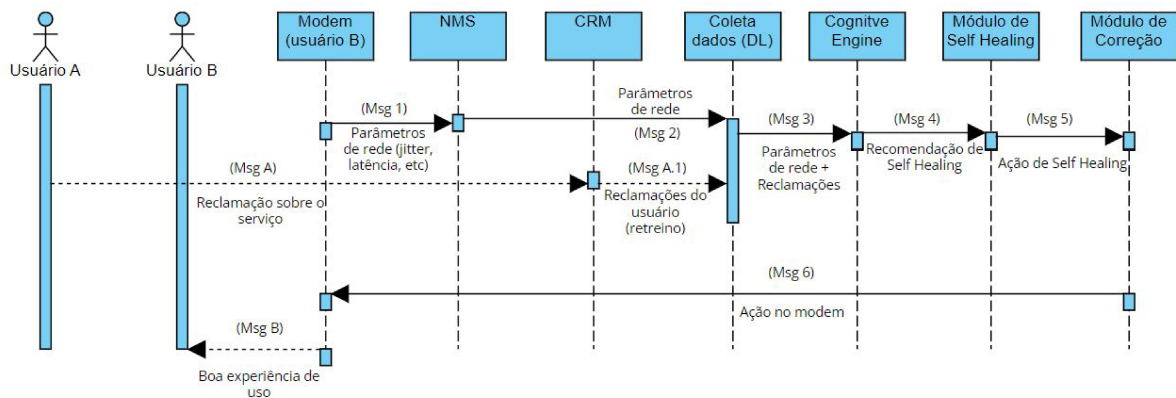 Usuário A
Usuário B
Modem
(usuário B)
NMS
CRM
Coleta
dados (DL)
Cognitve
Engine
Módulo de
Self Healing
Módulo de
Correção
(Msg 1)
Parâmetros
de rede (jitter,
latência, etc)
Parâmetros
de rede
(Msg 2)
(Msg 3)
Parâmetros
de rede +
Reclamações
(Msg 4)
Recomendação de
Self Healing
(Msg 5)
Ação de Self Healing
(Msg A)
Reclamação sobre o
serviço
(Msg A.1)
Reclamações do
usuário
(retreino)
(Msg 6)
Ação no modem
(Msg B)
Boa experiência de
uso